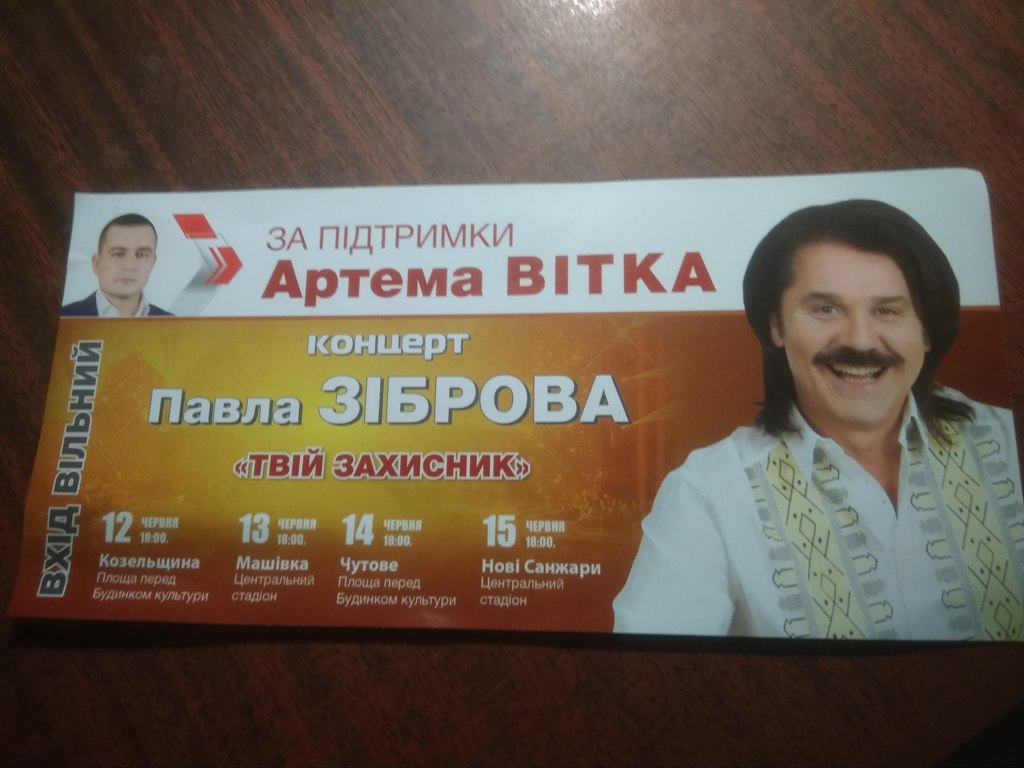 ЗА ПІДТРИМКИ
Артема ВІТКА
концерт
Павла ЗІБРОВА
«ТВІЙ ЗАХИСНИК»
ВХІД ВІЛЬНИЙ
12 ЧЕРВНЯ
18:00.
Козельщина
Площа перед
Будинком культури
13 ЧЕРВНЯ
18:00.
Машівка
Центральний
стадіон
14 ЧЕРВНЯ
18:00.
Чутове
Площа перед
Будинком культури
15 ЧЕРВНЯ
18:00.
Нові Санжари
Центральний
стадіон